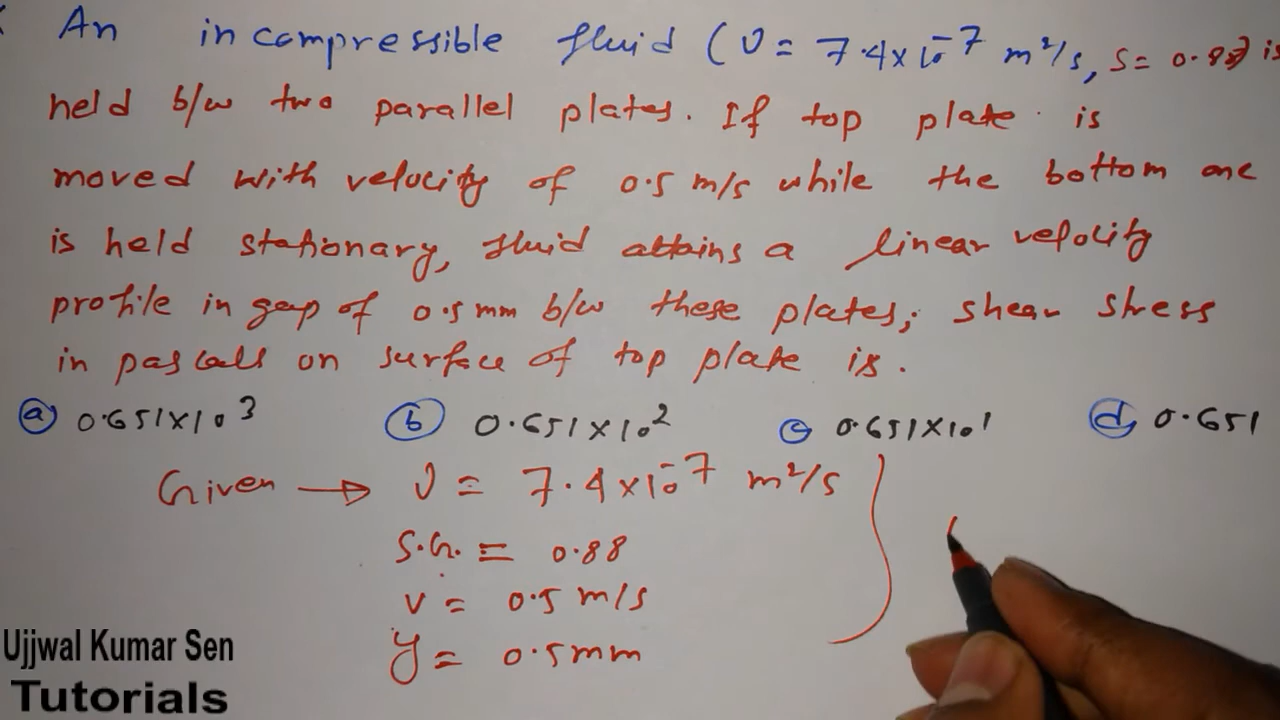 An incompressible fluid (υ = 7.4×10⁻⁷ m²/s, S = 0.88) is
held b/w two parallel plates. If top plate is
moved with velocity of 0.5 m/s while the bottom one
is held stationary, fluid attains a linear velocity
profile in gap of 0.5 mm b/w these plates; shear stress
in pascals on surface of top plate is.
(a) 0.651×10³ (b) 0.651×10² (c) 0.651×10¹ (d) 0.651
Given → υ = 7.4×10⁻⁷ m²/s
S.G. = 0.88
v = 0.5 m/s
y = 0.5mm
Ujjwal Kumar Sen
Tutorials